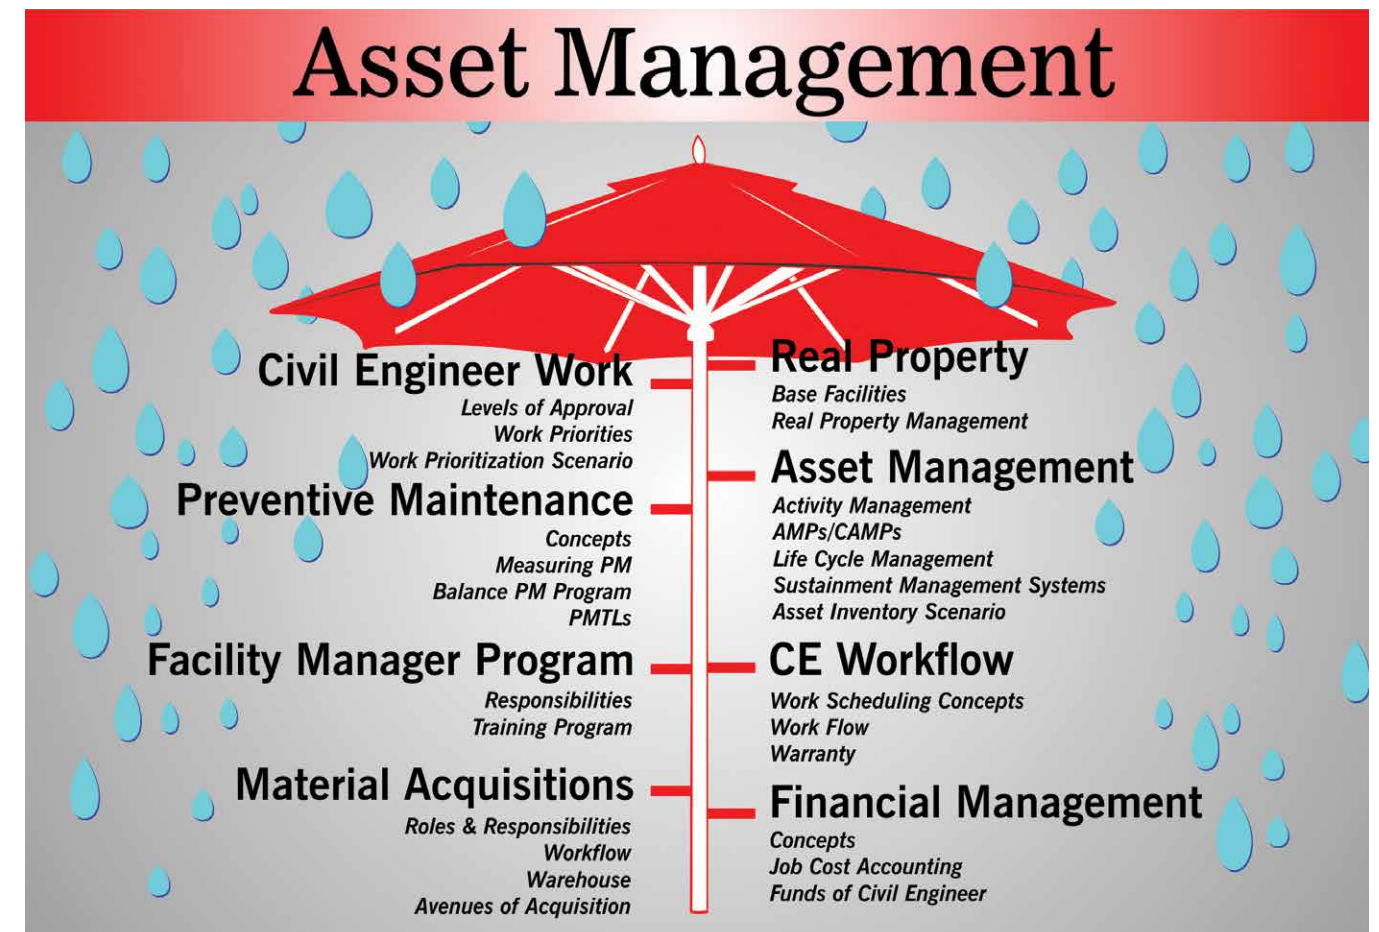 Asset Management
Civil Engineer Work
Levels of Approval
Work Priorities
Work Prioritization Scenario
Preventive Maintenance
Concepts
Measuring PM
Balance PM Program
PMTLs
Facility Manager Program
Responsibilities
Training Program
Material Acquisitions
Roles & Responsibilities
Workflow
Warehouse
Avenues of Acquisition
Real Property
Base Facilities
Real Property Management
Asset Management
Activity Management
AMPs/CAMPs
Life Cycle Management
Sustainment Management Systems
Asset Inventory Scenario
CE Workflow
Work Scheduling Concepts
Work Flow
Warranty
Financial Management
Concepts
Job Cost Accounting
Funds of Civil Engineer